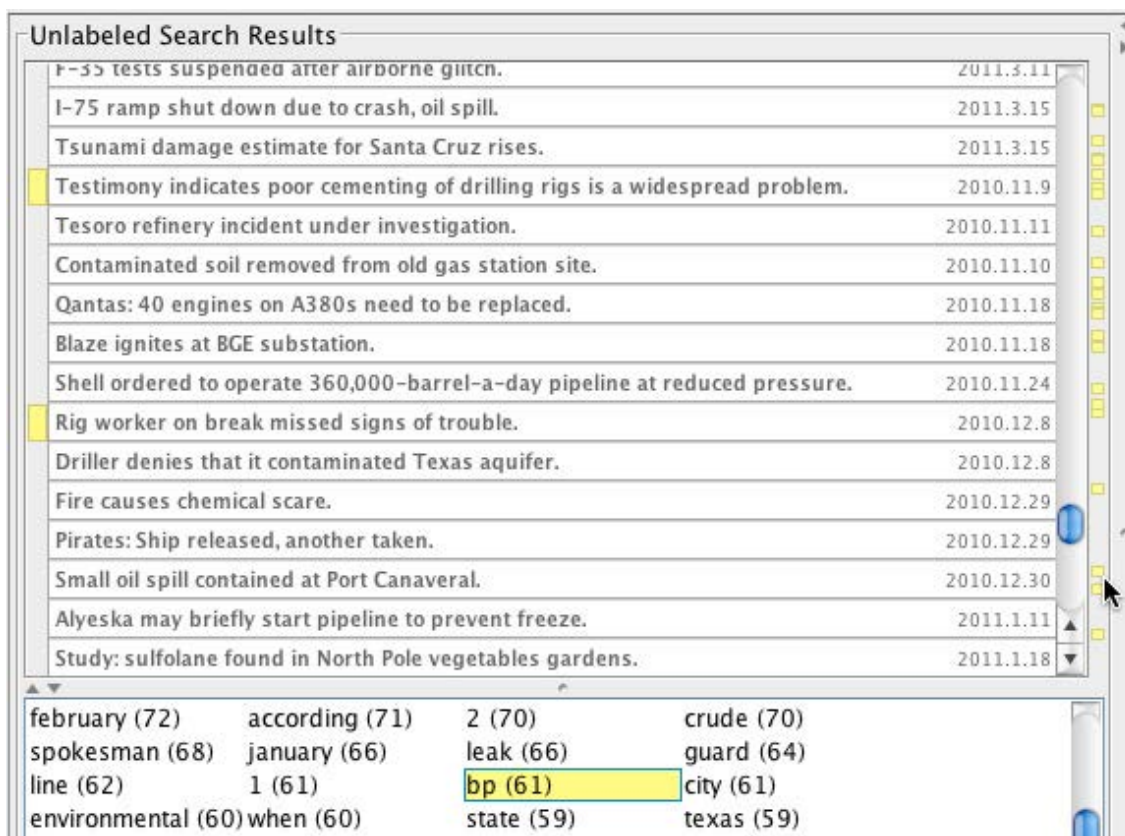 Unlabeled Search Results
F-35 tests suspended after airborne glitch. 2011.3.11
I-75 ramp shut down due to crash, oil spill. 2011.3.15
Tsunami damage estimate for Santa Cruz rises. 2011.3.15
Testimony indicates poor cementing of drilling rigs is a widespread problem. 2010.11.9
Tesoro refinery incident under investigation. 2010.11.11
Contaminated soil removed from old gas station site. 2010.11.10
Qantas: 40 engines on A380s need to be replaced. 2010.11.18
Blaze ignites at BGE substation. 2010.11.18
Shell ordered to operate 360,000-barrel-a-day pipeline at reduced pressure. 2010.11.24
Rig worker on break missed signs of trouble. 2010.12.8
Driller denies that it contaminated Texas aquifer. 2010.12.8
Fire causes chemical scare. 2010.12.29
Pirates: Ship released, another taken. 2010.12.29
Small oil spill contained at Port Canaveral. 2010.12.30
Alyeska may briefly start pipeline to prevent freeze. 2011.1.11
Study: sulfolane found in North Pole vegetables gardens. 2011.1.18
february (72) according (71) 2 (70) crude (70)
spokesman (68) january (66) leak (66) guard (64)
line (62) 1 (61) bp (61) city (61)
environmental (60) when (60) state (59) texas (59)